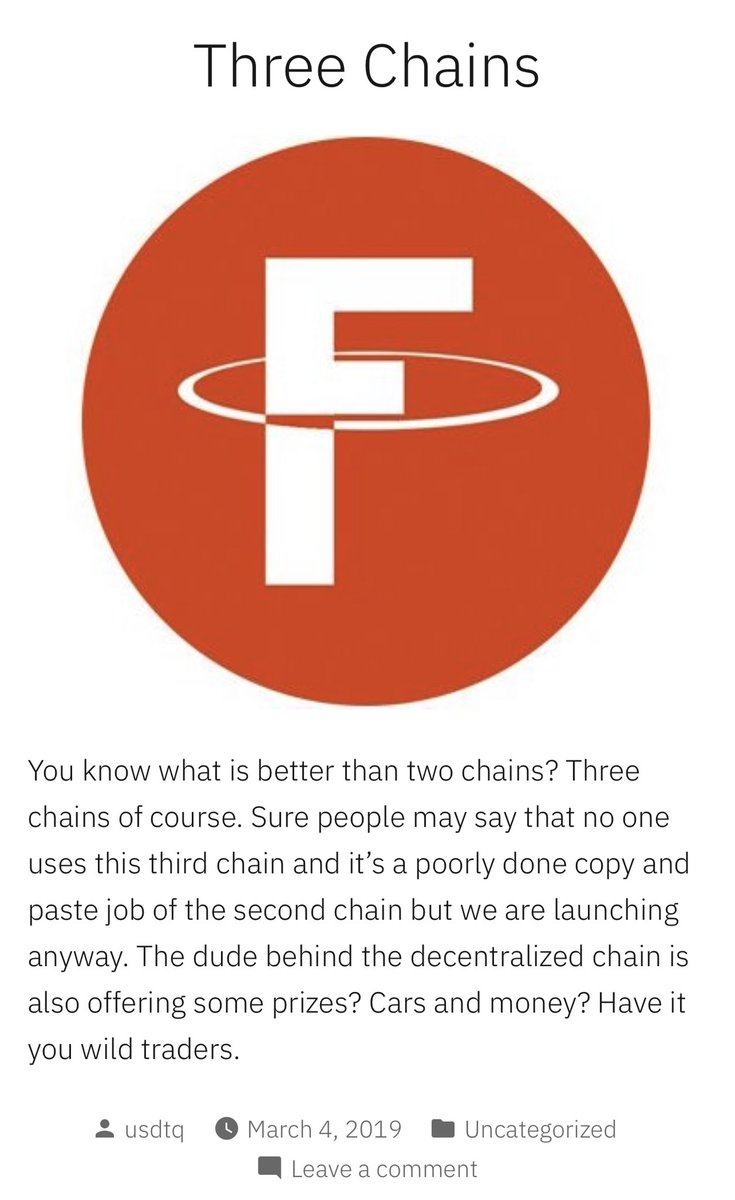 Three Chains
F
You know what is better than two chains? Three
chains of course. Sure people may say that no one
uses this third chain and it’s a poorly done copy and
paste job of the second chain but we are launching
anyway. The dude behind the decentralized chain is
also offering some prizes? Cars and money? Have it
you wild traders.
usdtq March 4, 2019 Uncategorized
Leave a comment